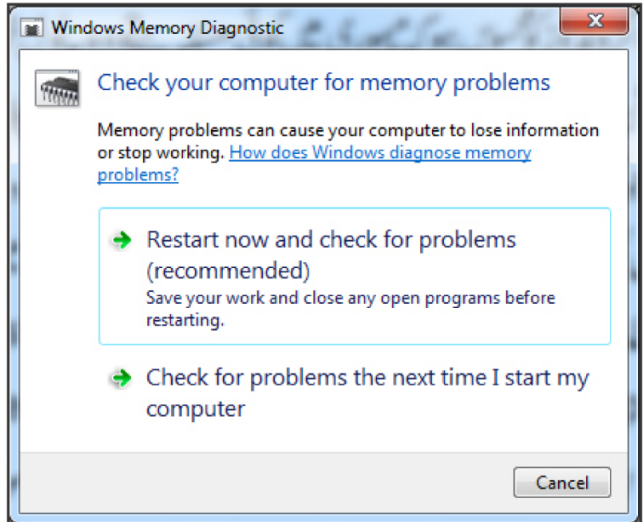 Windows Memory Diagnostic
Check your computer for memory problems
Memory problems can cause your computer to lose information
or stop working. How does Windows diagnose memory
problems?
Restart now and check for problems
(recommended)
Save your work and close any open programs before
restarting.
Check for problems the next time I start my
computer
Cancel